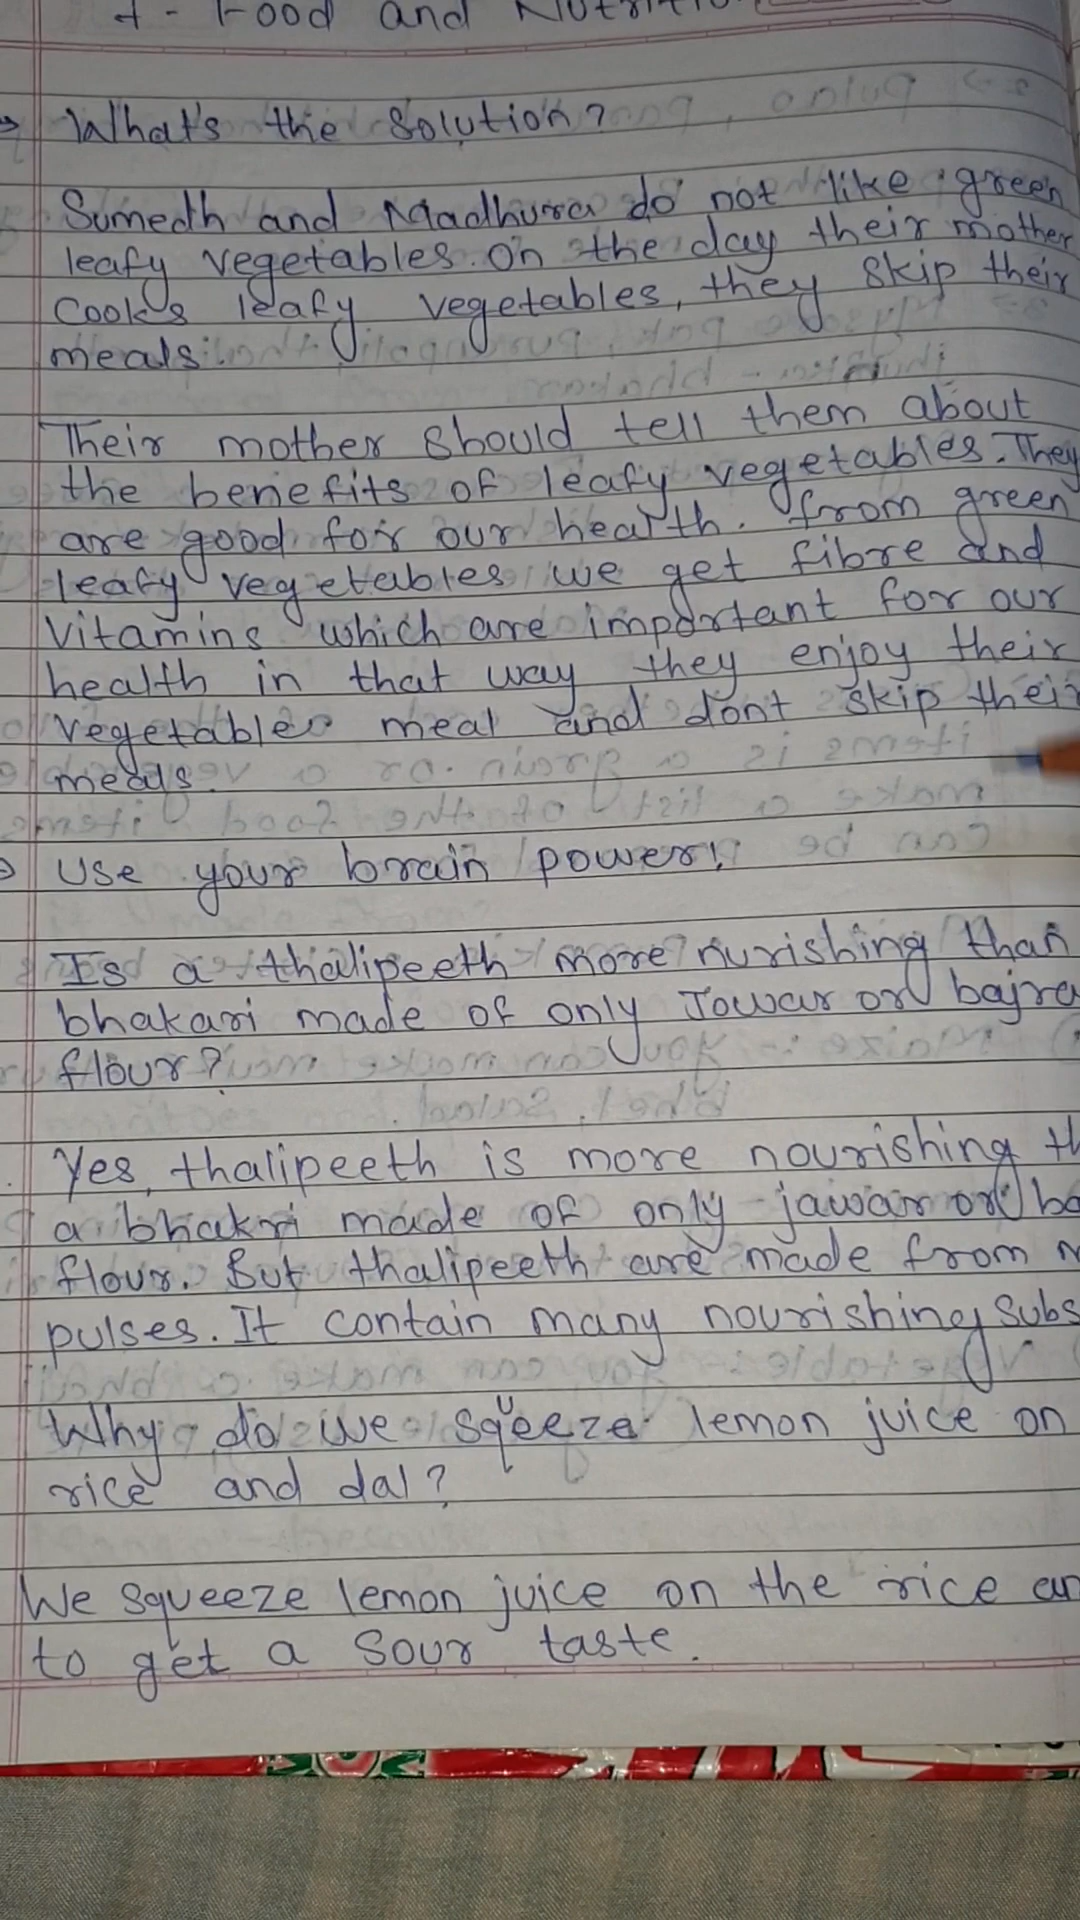 Food and
What's the Solution?
Sumedh and Madhura do not like green
leafy vegetables. On the day their mother
cooks leafy vegetables, they skip their
meals.
Their mother should tell them about
the benefits of leafy vegetables. They
are good for our health. from green
leafy vegetables we get fibre and
vitamins which are important for our
health in that way they enjoy their
vegetables meal and dont skip their
meals.
Use your brain power!
Is a thalipeeth more nurishing than
bhakari made of only Jowar or bajra
flour?
Yes, thalipeeth is more nourishing
a bhakri made of only jawar or
flour. But thalipeeth are made from
pulses. It contain many nourishing
Why do we squeeze lemon juice on
rice and dal?
We squeeze lemon juice on the rice
to get a sour taste.